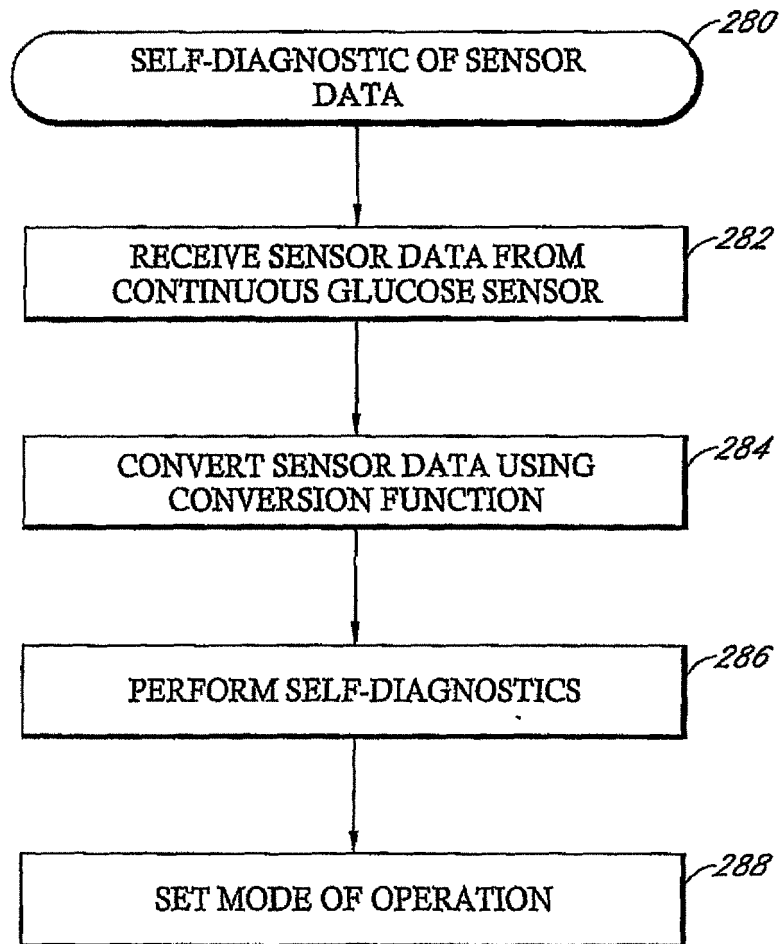 280
SELF-DIAGNOSTIC OF SENSOR
DATA
282
RECEIVE SENSOR DATA FROM
CONTINUOUS GLUCOSE SENSOR
284
CONVERT SENSOR DATA USING
CONVERSION FUNCTION
286
PERFORM SELF-DIAGNOSTICS
288
SET MODE OF OPERATION